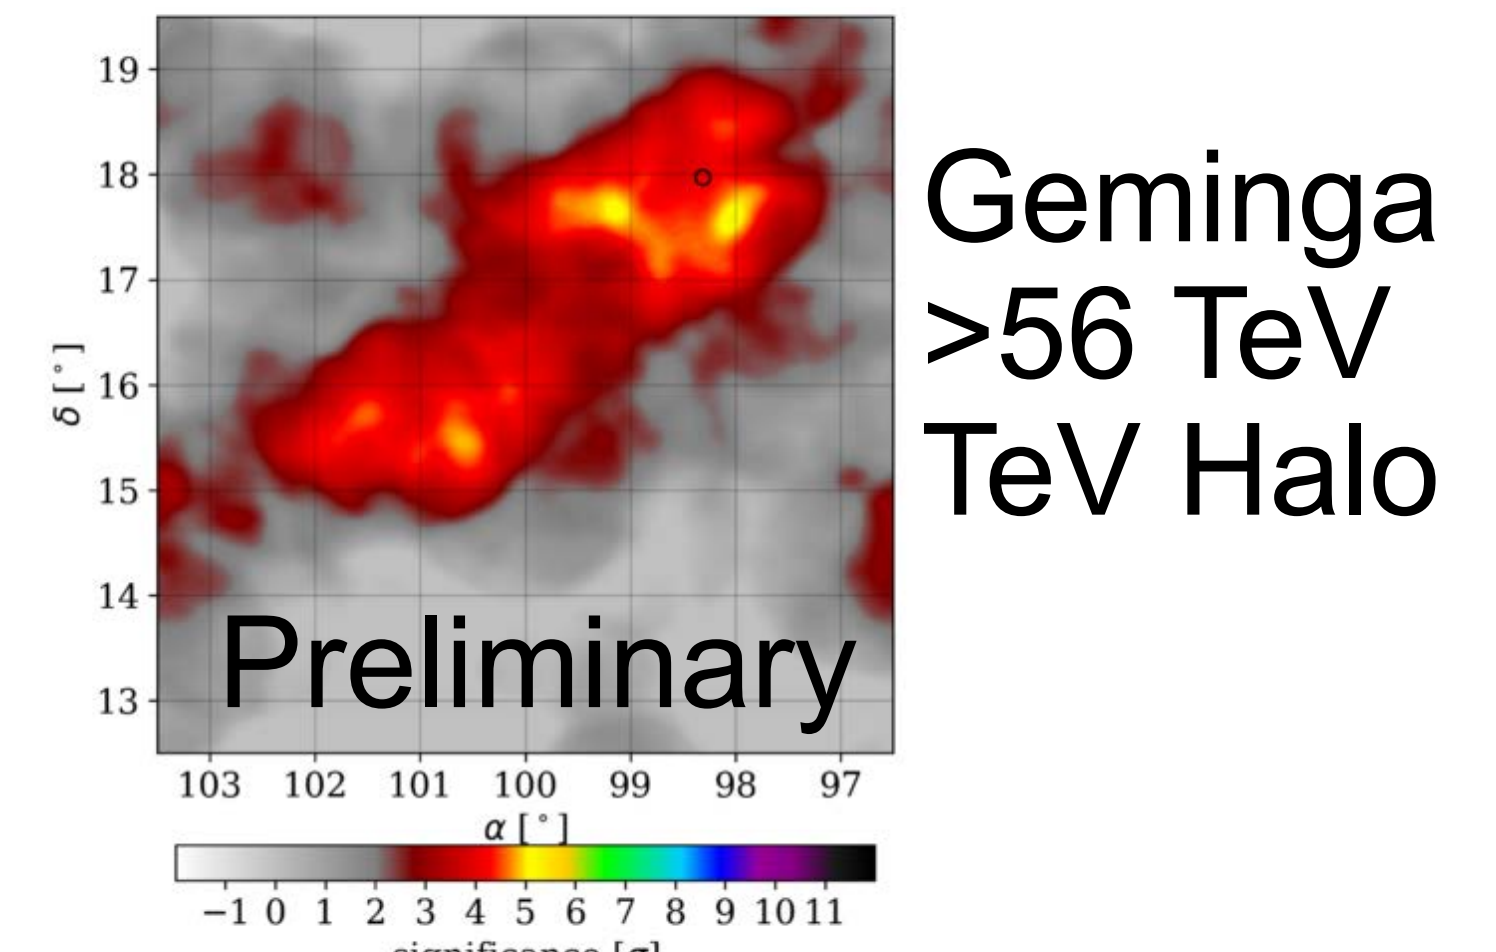 19
18
17
16
15
14
13
δ [°]
Geminga
>56 TeV
TeV Halo
Preliminary
103 102 101 100 99 98 97
α [°]
−1 0 1 2 3 4 5 6 7 8 9 10 11
significance [σ]